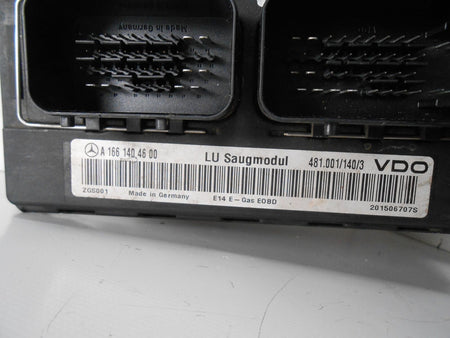 Made in Germany
A 166 140 46 00 LU Saugmodul 481.001/140/3 VDO
ZGS001 Made in Germany E14 E-Gas EOBD 201506707S